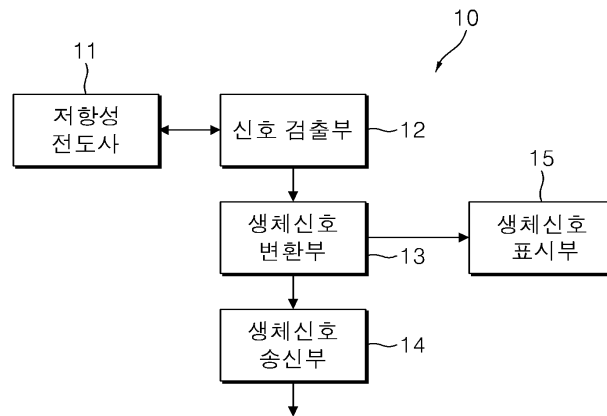 10
11
저항성
전도사
신호 검출부
12
15
생체신호
변환부
13
생체신호
표시부
생체신호
송신부
14